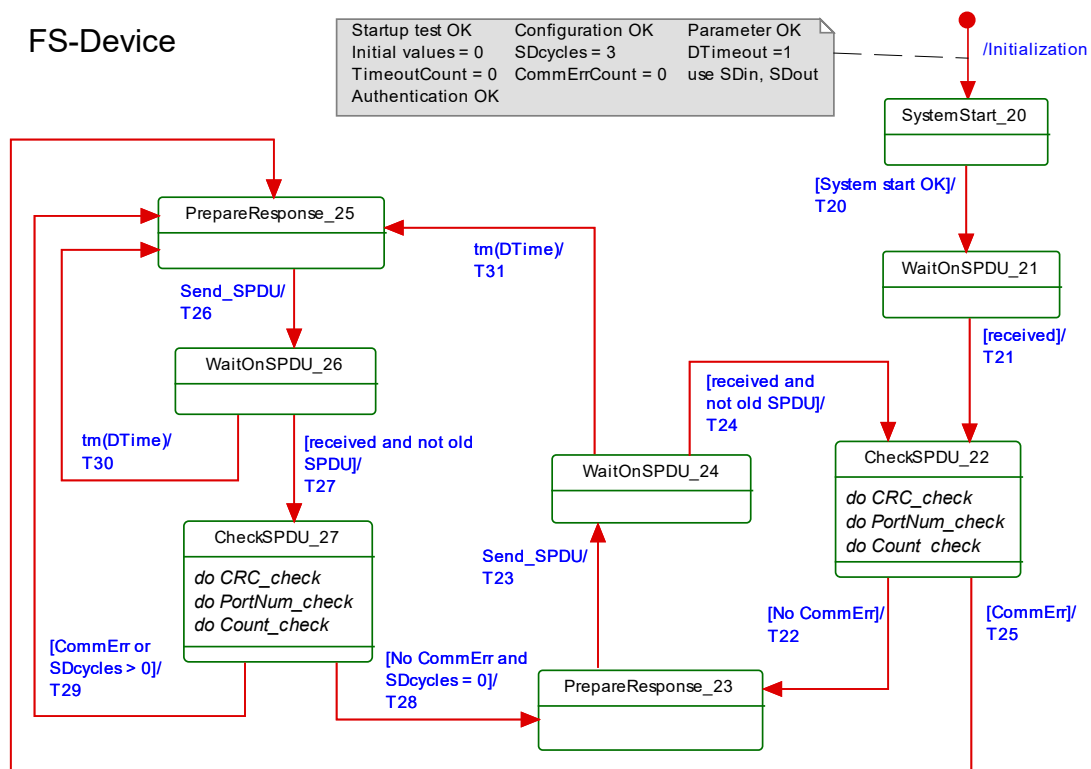 FS-Device
Startup test OK Configuration OK Parameter OK
Initial values = 0 SDcycles = 3 DTimeout =1
TimeoutCount = 0 CommErrCount = 0 use SDin, SDout
Authentication OK
/Initialization
SystemStart_20
[System start OK]/
T20
WaitOnSPDU_21
[received]/
T21
PrepareResponse_25
tm(DTime)/
T31
Send_SPDU/
T26
WaitOnSPDU_26
[received and
not old SPDU]/
T24
tm(DTime)/
T30
[received and not old
SPDU]/
T27
WaitOnSPDU_24
CheckSPDU_22
do CRC_check
do PortNum_check
do Count check
CheckSPDU_27
do CRC_check
do PortNum_check
do Count_check
Send_SPDU/
T23
[No CommErr]/
T22
[CommErr]/
T25
[CommErr or
SDcycles > 0]/
T29
[No CommErr and
SDcycles = 0]/
T28
PrepareResponse_23